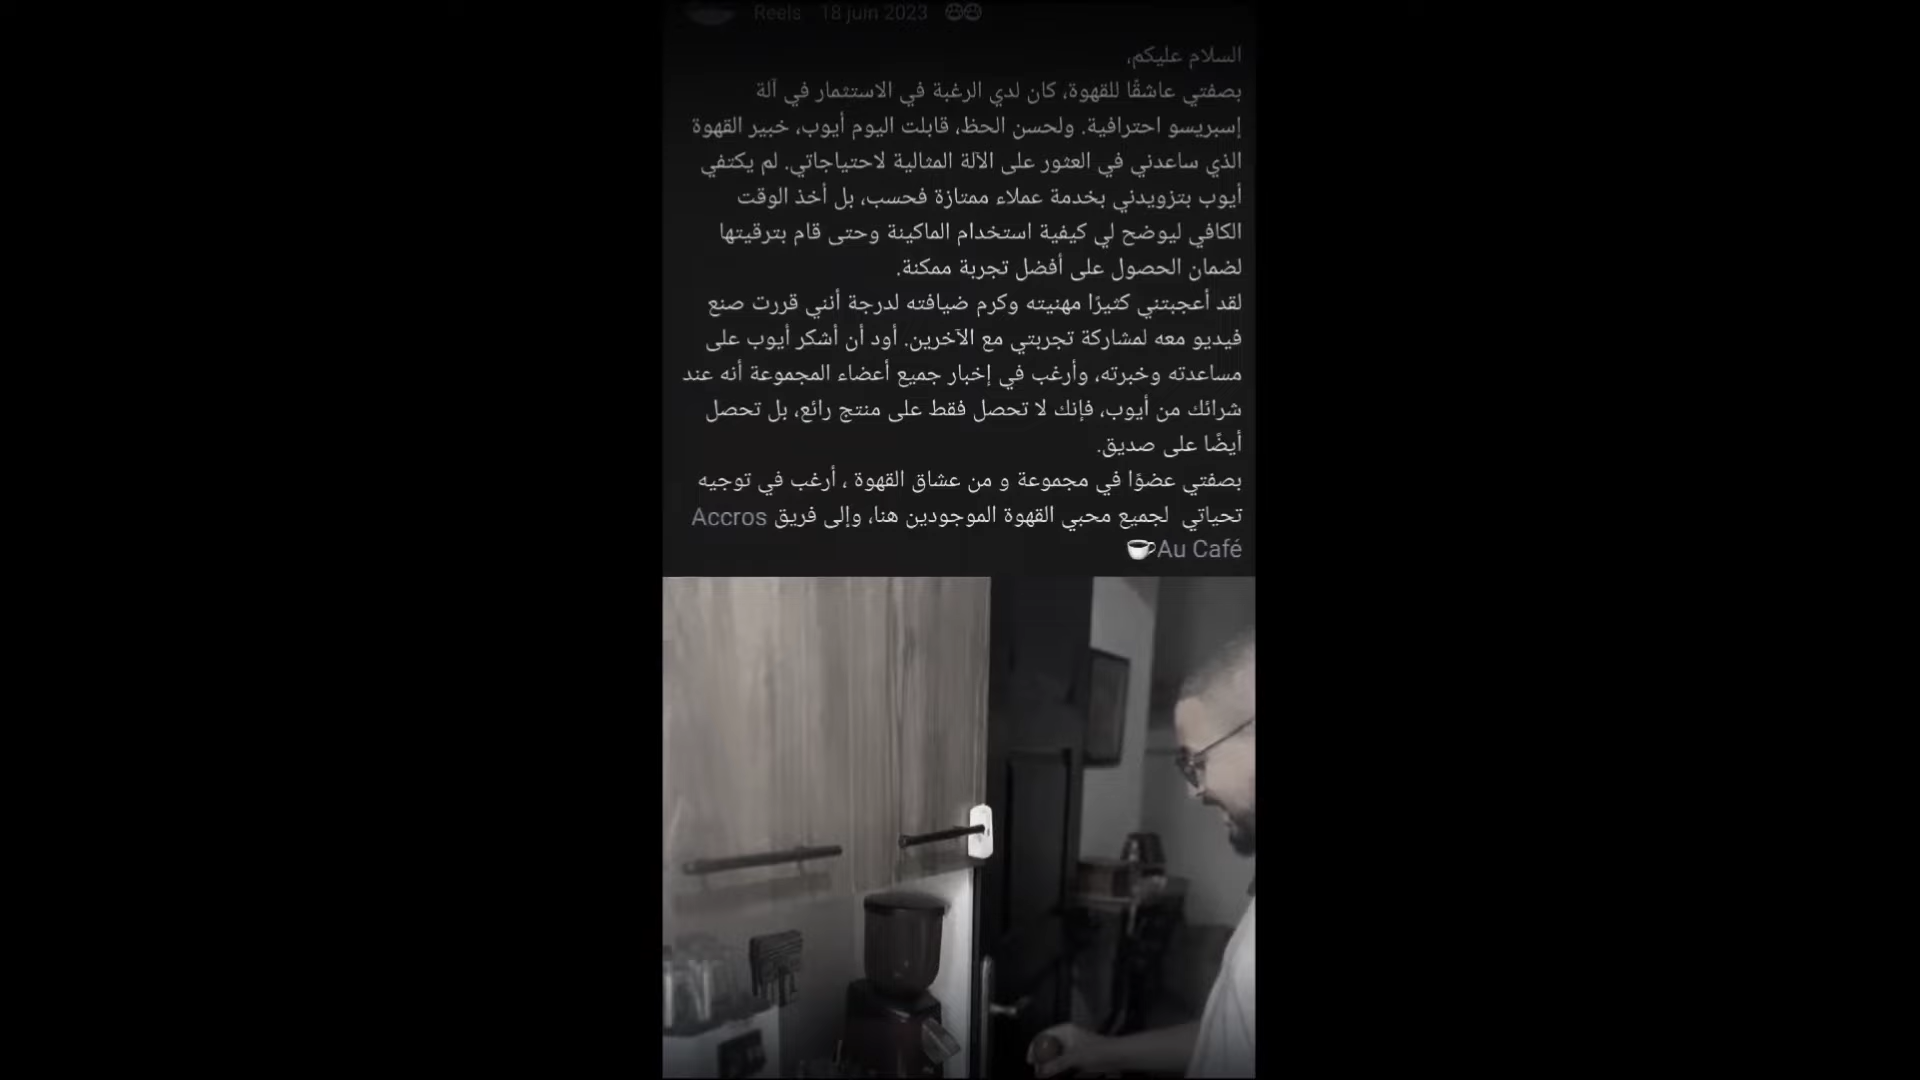 Reels 18 juin 2023
السلام عليكم،
بصفتي عاشقًا للقهوة، كان لدي الرغبة في الاستثمار في آلة
إسبريسو احترافية. ولحسن الحظ، قابلت اليوم أيوب، خبير القهوة
الذي ساعدني في العثور على الآلة المثالية لاحتياجاتي. لم يكتفي
أيوب بتزويدني بخدمة عملاء ممتازة فحسب، بل أخذ الوقت
الكافي ليوضح لي كيفية استخدام الماكينة وحتى قام بترقيتها
لضمان الحصول على أفضل تجربة ممكنة.
لقد أعجبتني كثيرًا مهنيته وكرم ضيافته لدرجة أنني قررت صنع
فيديو معه لمشاركة تجربتي مع الآخرين. أود أن أشكر أيوب على
مساعدته وخبرته، وأرغب في إخبار جميع أعضاء المجموعة أنه عند
شرائك من أيوب، فإنك لا تحصل فقط على منتج رائع، بل تحصل
أيضًا على صديق.
بصفتي عضوًا في مجموعة و من عشاق القهوة ، أرغب في توجيه
تحياتي لجميع محبي القهوة الموجودين هنا، وإلى فريق Accros
Au Café☕